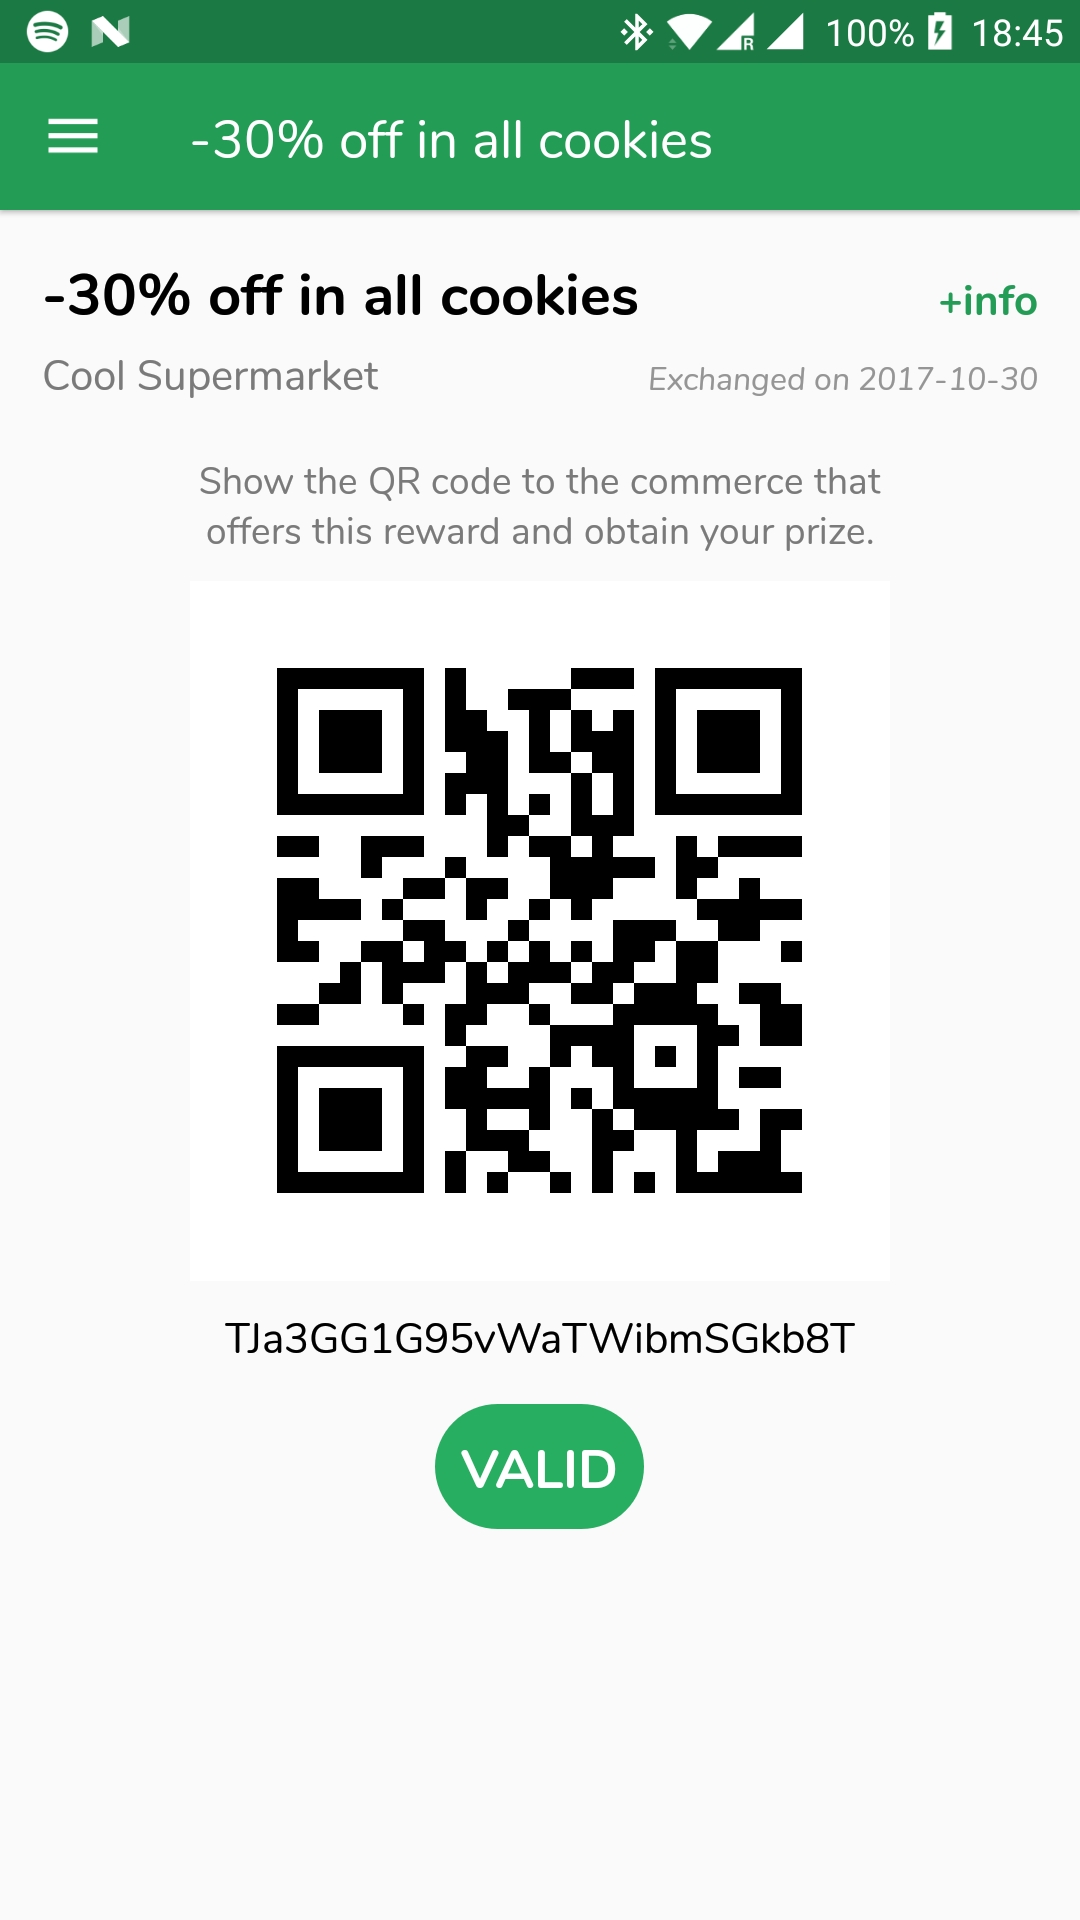 100% 18:45
-30% off in all cookies
-30% off in all cookies +info
Cool Supermarket Exchanged on 2017-10-30
Show the QR code to the commerce that
offers this reward and obtain your prize.
TJa3GG1G95vWaTWibmSGkb8T
VALID